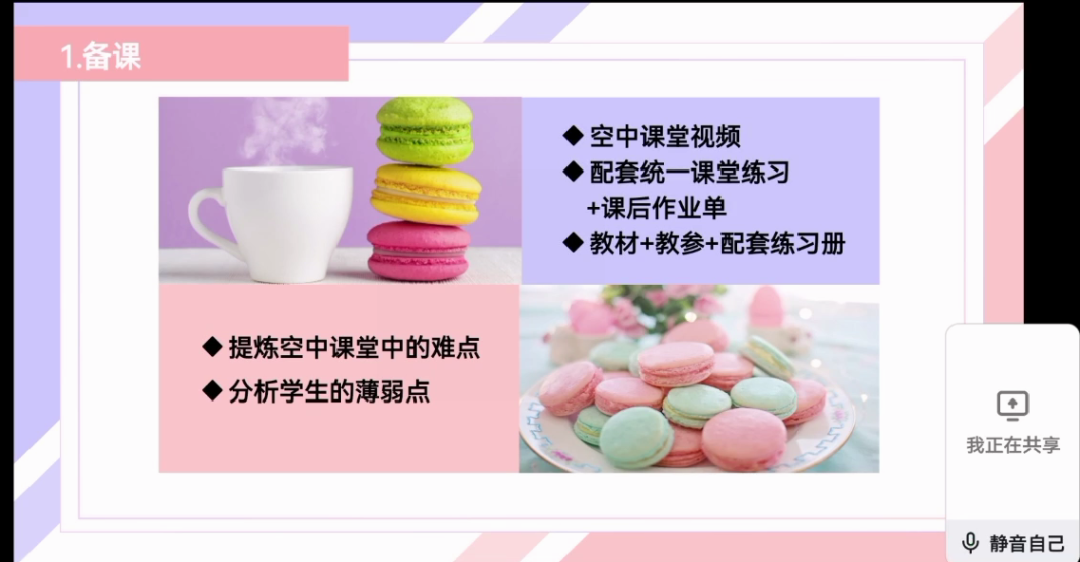 1.备课
◆ 空中课堂视频
◆ 配套统一课堂练习
+课后作业单
◆ 教材+教参+配套练习册
◆ 提炼空中课堂中的难点
◆ 分析学生的薄弱点
我正在共享
静音自己